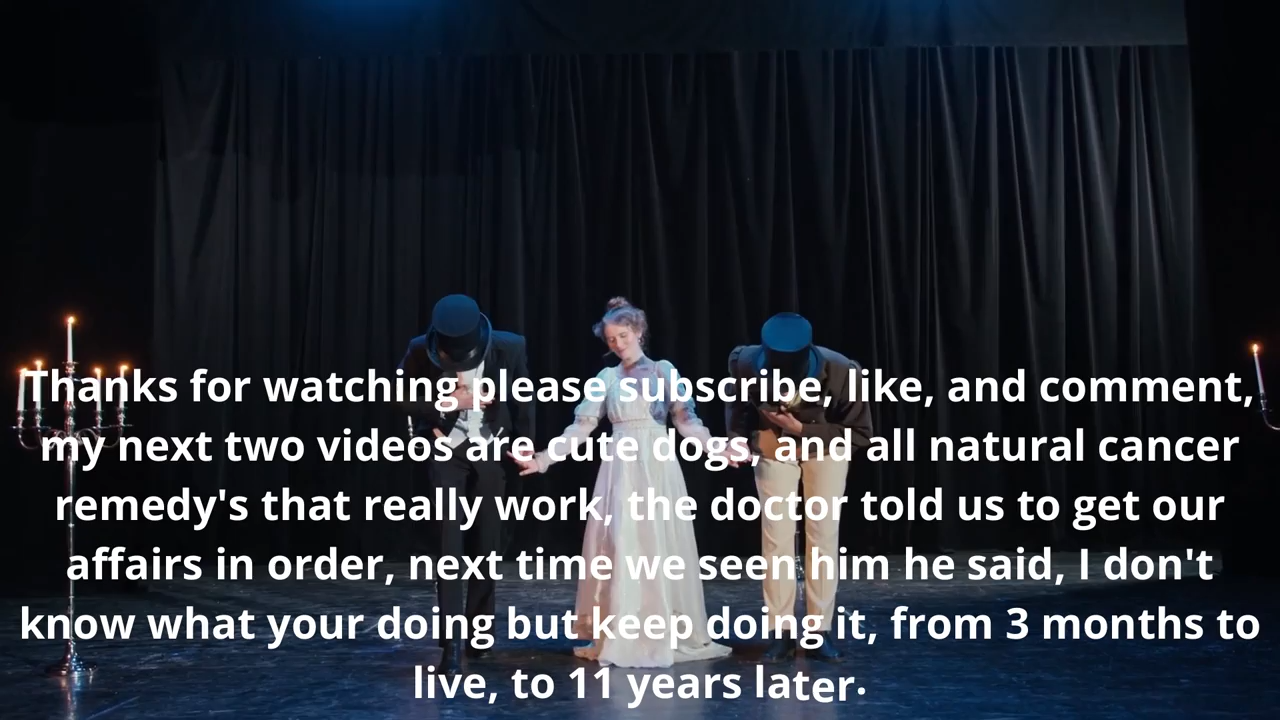 Thanks for watching please subscribe, like, and comment,
my next two videos are cute dogs, and all natural cancer
remedy's that really work, the doctor told us to get our
affairs in order, next time we seen him he said, I don't
know what your doing but keep doing it, from 3 months to
live, to 11 years later.